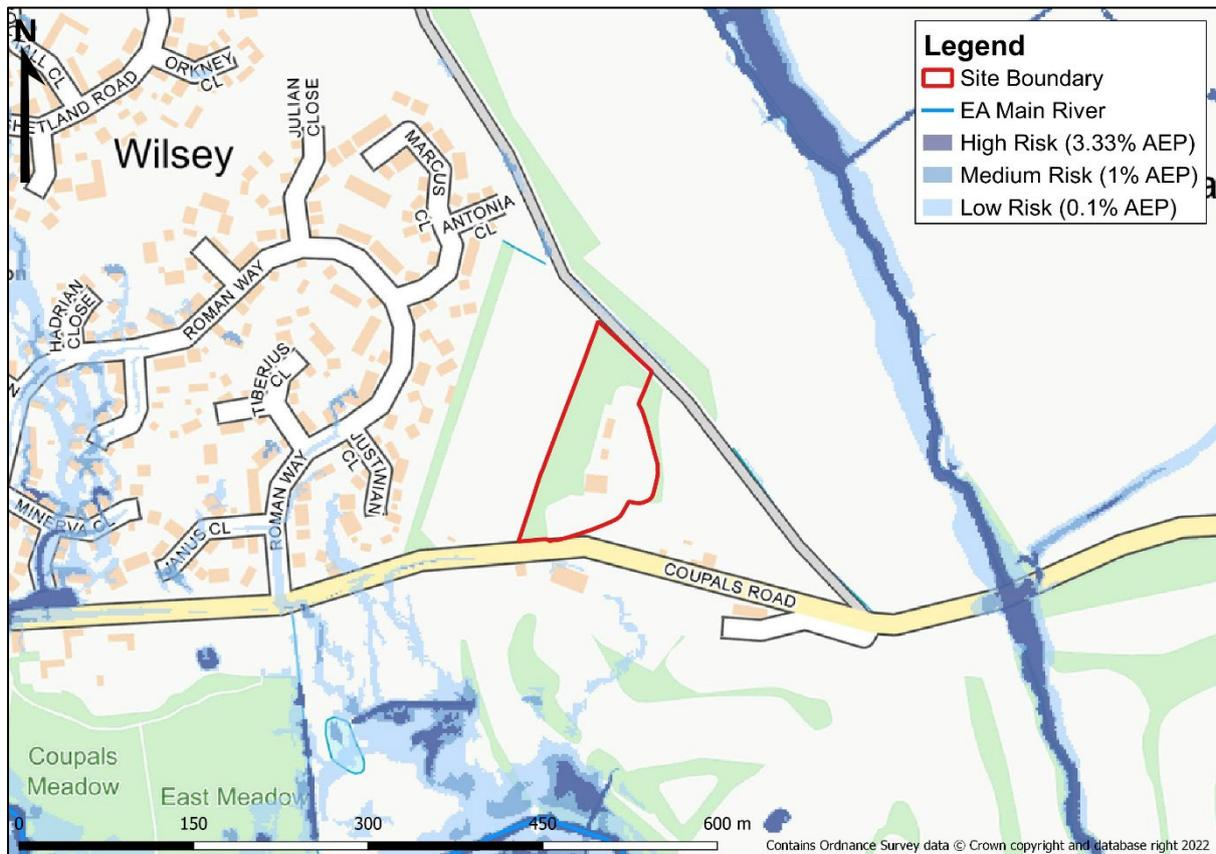 N
Legend
Site Boundary
EA Main River
High Risk (3.33% AEP)
Medium Risk (1% AEP)
Low Risk (0.1% AEP)
ORKNEY
CL
SHETLAND ROAD
Wilsey
JULIAN
CLOSE
MARCUS
CL
ANTONIA
CL
HADRIAN
CLOSE
ROMAN WAY
TIBERIUS
CL
JUSTINIAN
CL
ROMAN WAY
MINERVA CL
JANUS CL
COUPALS ROAD
Coupals
Meadow
East Meadow
0 150 300 450 600 m
Contains Ordnance Survey data © Crown copyright and database right 2022